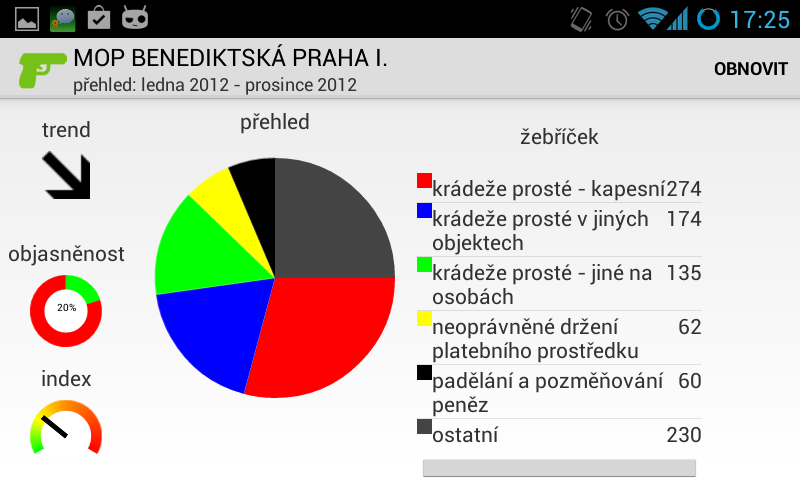 17:25
MOP BENEDIKTSKÁ PRAHA I.
přehled: ledna 2012 - prosince 2012
OBNOVIT
trend
objasněnost
20%
index
přehled
žebříček
krádeže prosté - kapesní 274
krádeže prosté v jiných 174
objektech
krádeže prosté - jiné na 135
osobách
neoprávněné držení 62
platebního prostředku
padělání a pozměňování 60
peněz
ostatní 230